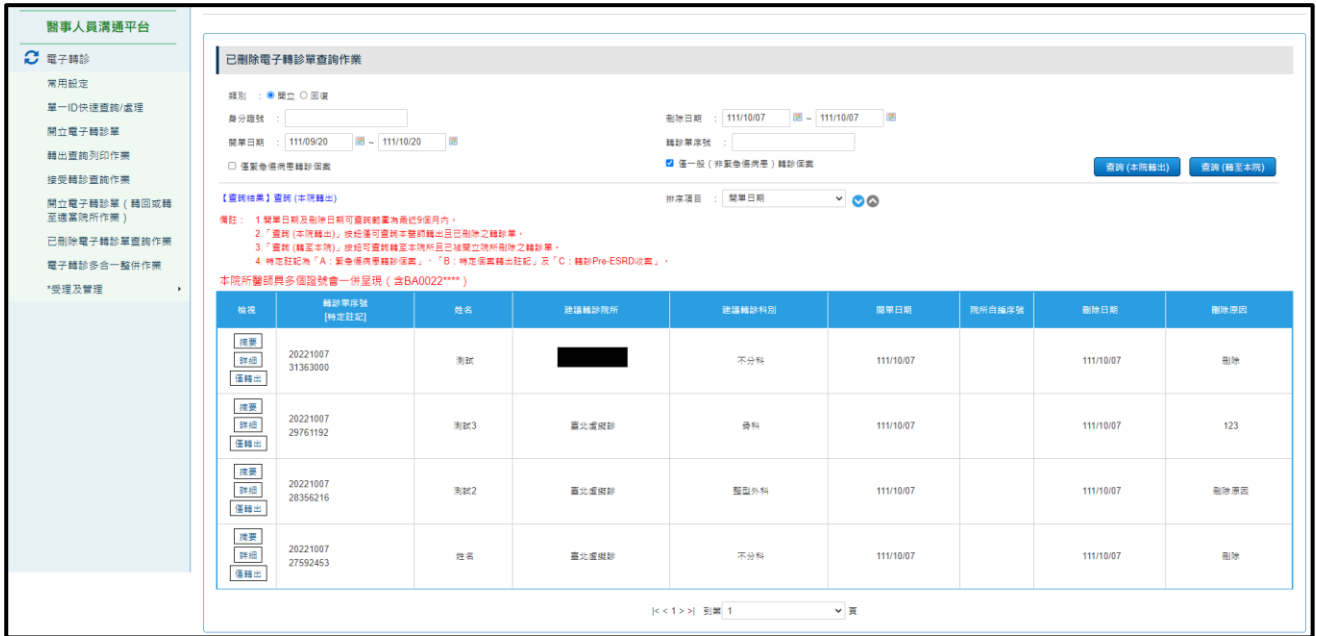 醫事人員溝通平台
電子轉診
常用設定
單一ID快速查詢/處理
開立電子轉診單
轉出查詢列印作業
接受轉診查詢作業
開立電子轉診單（轉回或轉
至適當院所作業）
已刪除電子轉診單查詢作業
電子轉診多合一整併作業
*受理及管理
已刪除電子轉診單查詢作業
類別 ： 開立 回復
身分證號 ：
刪除日期 ： 111/10/07 ~ 111/10/07
開單日期 ： 111/09/20 ~ 111/10/20
轉診單序號 ：
僅緊急傷病患轉診個案
僅一般（非緊急傷病患）轉診個案
查詢 (本院轉出) 查詢 (轉至本院)
【查詢結果】查詢 (本院轉出)
排序項目 ： 開單日期
備註： 1.開單日期及刪除日期可查詢範圍為最近9個月內。
2.「查詢 (本院轉出)」按鈕僅可查詢本醫師轉出且已刪除之轉診單。
3.「查詢 (轉至本院)」按鈕可查詢轉至本院所且已被開立院所刪除之轉診單。
4. 特定註記為「A：緊急傷病患轉診個案」、「B：特定個案轉出註記」及「C：轉診Pre-ESRD收案」。
本院所醫師具多個證號會一併呈現（含BA0022****）
檢視 轉診單序號 [特定註記] 姓名 建議轉診院所 建議轉診科別 開單日期 院所自編序號 刪除日期 刪除原因
摘要
詳細
僅轉出
20221007
31363000
測試 不分科 111/10/07 111/10/07 刪除
摘要
詳細
僅轉出
20221007
29761192
測試3 臺北虛擬診 骨科 111/10/07 111/10/07 123
摘要
詳細
僅轉出
20221007
28356216
測試2 臺北虛擬診 整型外科 111/10/07 111/10/07 刪除原因
摘要
詳細
僅轉出
20221007
27592453
姓名 臺北虛擬診 不分科 111/10/07 111/10/07 刪除
|< < 1 > >| 到第 1 頁